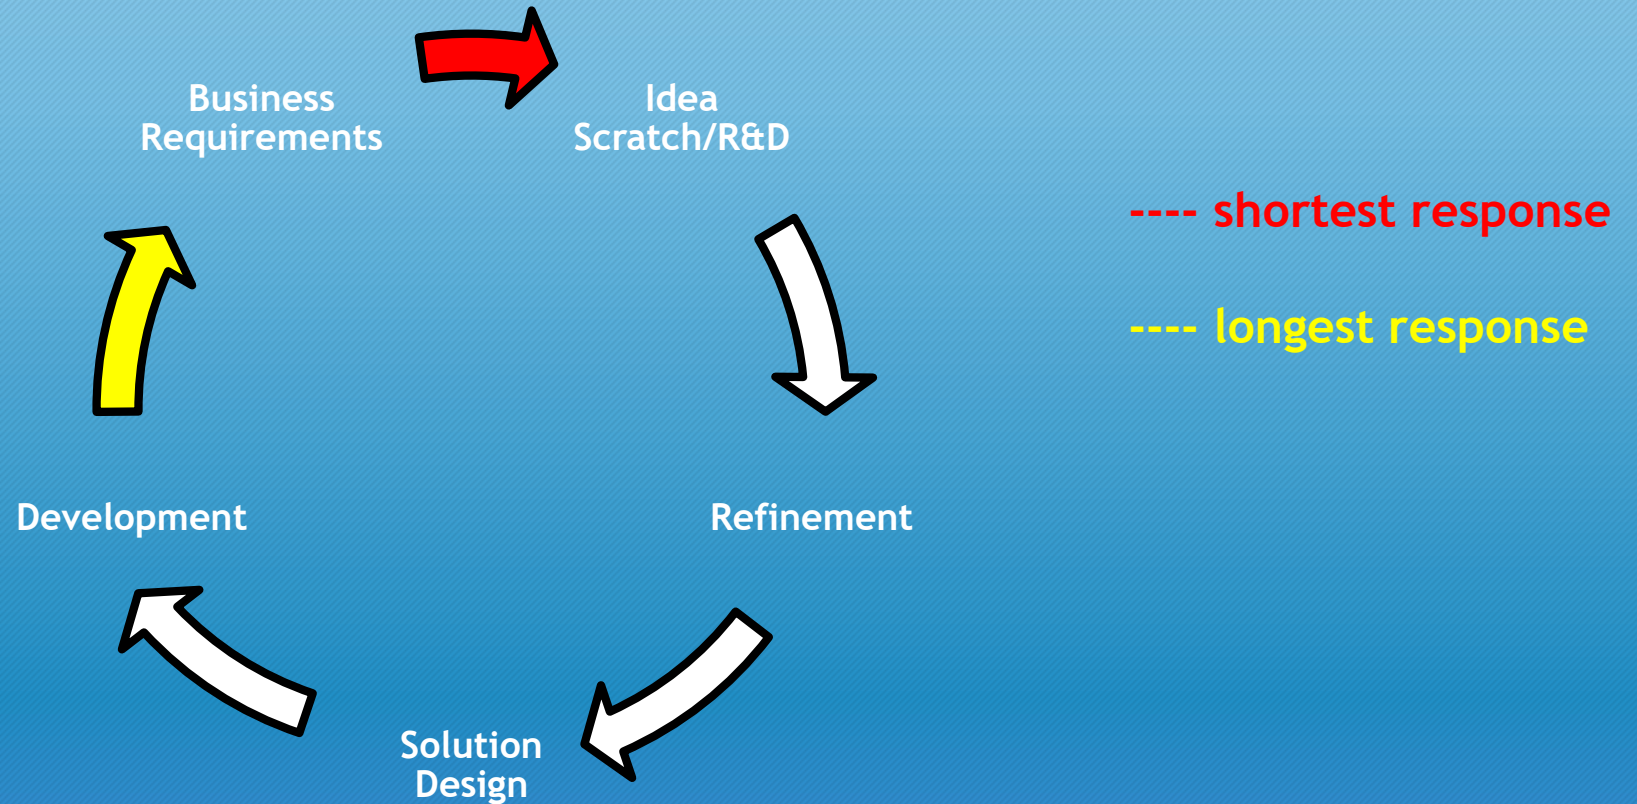 Business
Requirements
Idea
Scratch/R&D
---- shortest response
---- longest response
Development
Refinement
Solution
Design